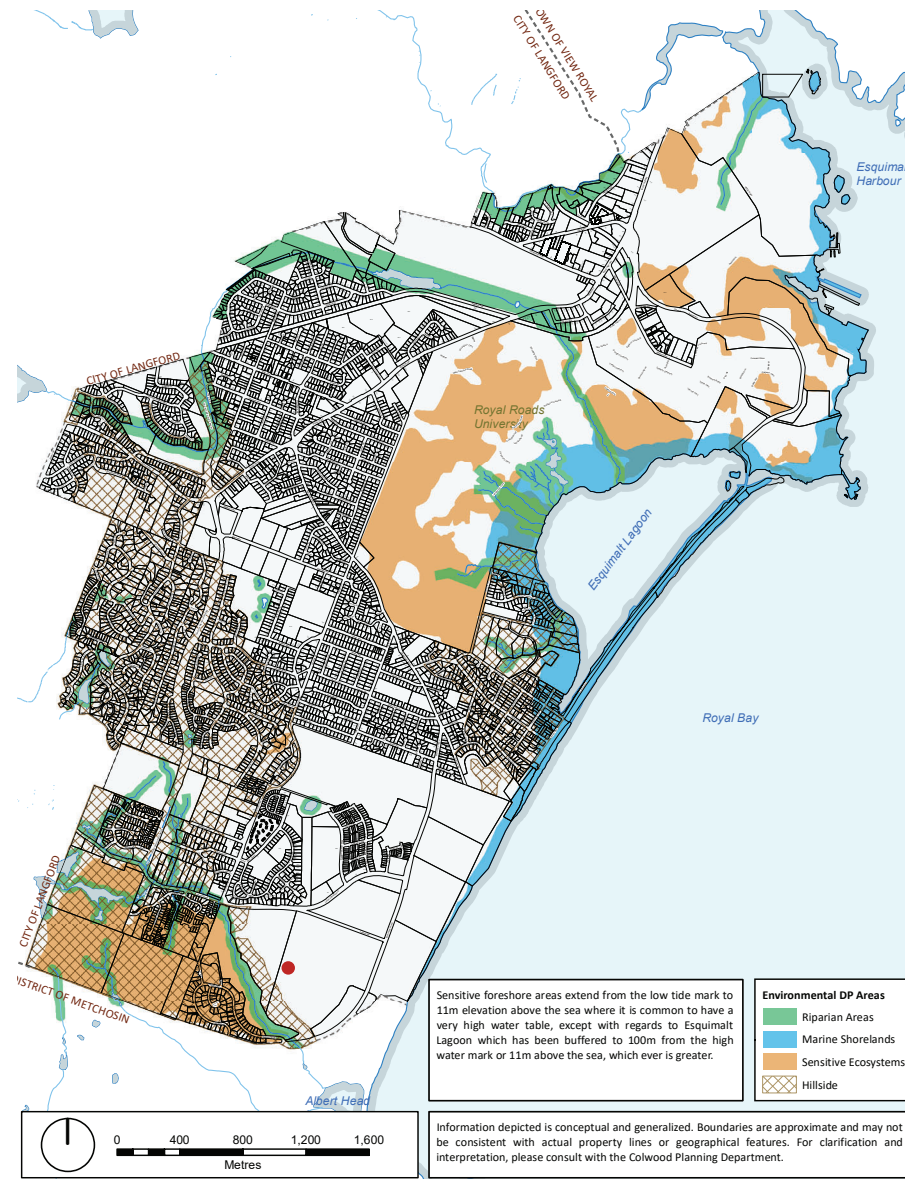 OWN OF VIEW ROYAL
CITY OF LANGFORD
Esquimal
Harbour
CITY OF LANGFORD
Royal Roads
University
Esquimalt Lagoon
Royal Bay
CITY OF LANGFORD
DISTRICT OF METCHOSIN
Albert Head
Sensitive foreshore areas extend from the low tide mark to
11m elevation above the sea where it is common to have a
very high water table, except with regards to Esquimalt
Lagoon which has been buffered to 100m from the high
water mark or 11m above the sea, which ever is greater.
Environmental DP Areas
Riparian Areas
Marine Shorelands
Sensitive Ecosystems
Hillside
0 400 800 1,200 1,600
Metres
Information depicted is conceptual and generalized. Boundaries are approximate and may not
be consistent with actual property lines or geographical features. For clarification and
interpretation, please consult with the Colwood Planning Department.